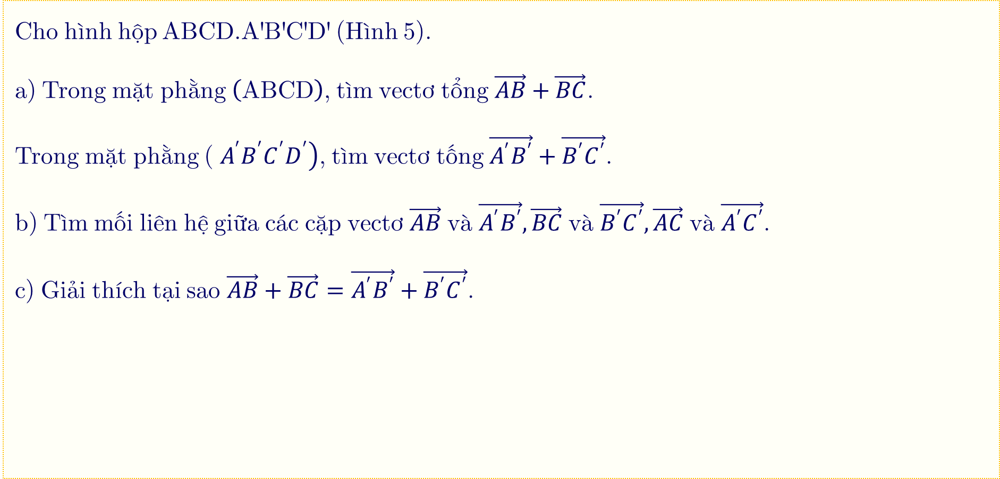 Cho hình hộp ABCD.A'B'C'D' (Hình 5).
a) Trong mặt phẳng (ABCD), tìm vectơ tổng $\overrightarrow{AB} + \overrightarrow{BC}$.
Trong mặt phẳng ( $A'B'C'D'$), tìm vectơ tống $\overrightarrow{A'B'} + \overrightarrow{B'C'}$.
b) Tìm mối liên hệ giữa các cặp vectơ $\overrightarrow{AB}$ và $\overrightarrow{A'B'}$, $\overrightarrow{BC}$ và $\overrightarrow{B'C'}$, $\overrightarrow{AC}$ và $\overrightarrow{A'C'}$.
c) Giải thích tại sao $\overrightarrow{AB} + \overrightarrow{BC} = \overrightarrow{A'B'} + \overrightarrow{B'C'}$.